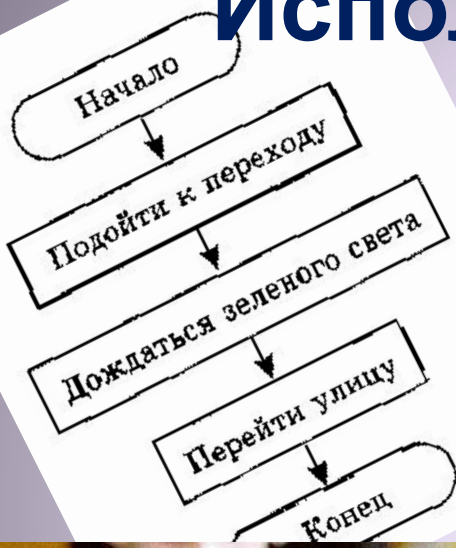 Начало
Подойти к переходу
Дождаться зеленого света
Перейти улицу
Конец